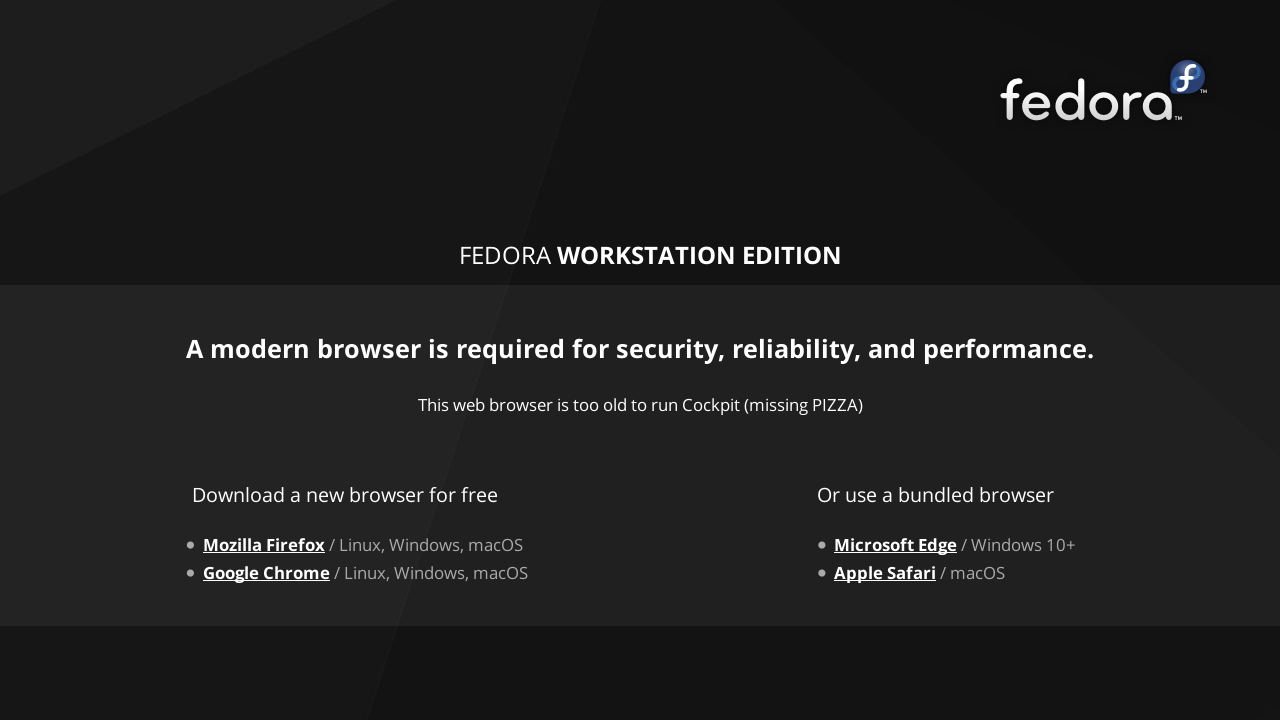 fedora™
FEDORA WORKSTATION EDITION
A modern browser is required for security, reliability, and performance.
This web browser is too old to run Cockpit (missing PIZZA)
Download a new browser for free
Mozilla Firefox / Linux, Windows, macOS
Google Chrome / Linux, Windows, macOS
Or use a bundled browser
Microsoft Edge / Windows 10+
Apple Safari / macOS